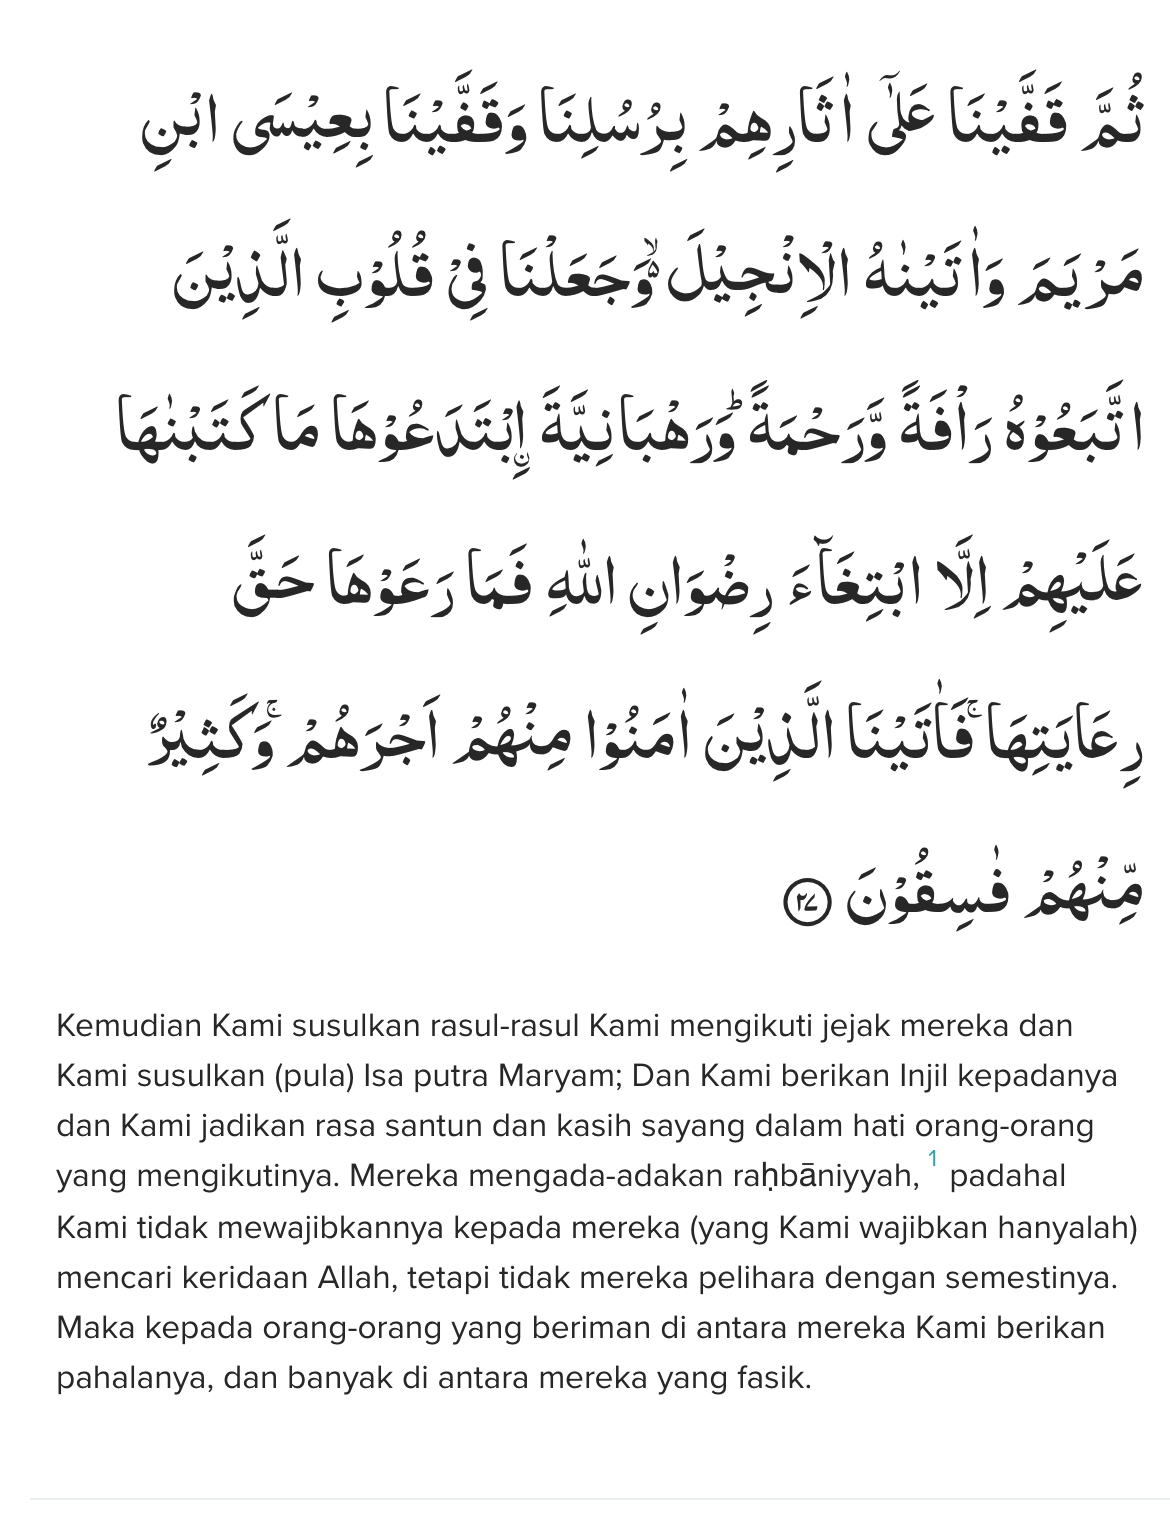 ثُمَّ قَفَّيْنَا عَلٰٓى اٰثَارِهِمْ بِرُسُلِنَا وَقَفَّيْنَا بِعِيْسَى ابْنِ
مَرْيَمَ وَاٰتَيْنٰهُ الْاِنْجِيْلَ ەۙ وَجَعَلْنَا فِيْ قُلُوْبِ الَّذِيْنَ
اتَّبَعُوْهُ رَأْفَةً وَّرَحْمَةً ۗوَرَهْبَانِيَّةَ ِۨابْتَدَعُوْهَا مَا كَتَبْنٰهَا
عَلَيْهِمْ اِلَّا ابْتِغَاۤءَ رِضْوَانِ اللّٰهِ فَمَا رَعَوْهَا حَقَّ
رِعَايَتِهَا ۚفَاٰتَيْنَا الَّذِيْنَ اٰمَنُوْا مِنْهُمْ اَجْرَهُمْ ۚ وَكَثِيْرٌ
مِّنْهُمْ فٰسِقُوْنَ ٢٧
Kemudian Kami susulkan rasul-rasul Kami mengikuti jejak mereka dan
Kami susulkan (pula) Isa putra Maryam; Dan Kami berikan Injil kepadanya
dan Kami jadikan rasa santun dan kasih sayang dalam hati orang-orang
yang mengikutinya. Mereka mengada-adakan raḥbāniyyah, 1 padahal
Kami tidak mewajibkannya kepada mereka (yang Kami wajibkan hanyalah)
mencari keridaan Allah, tetapi tidak mereka pelihara dengan semestinya.
Maka kepada orang-orang yang beriman di antara mereka Kami berikan
pahalanya, dan banyak di antara mereka yang fasik.